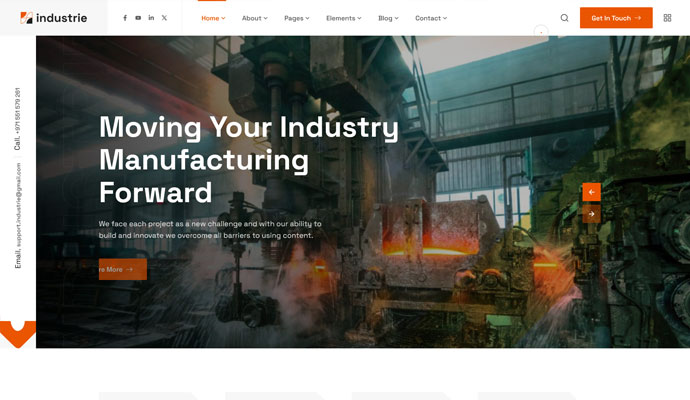 industrie
Home
About
Pages
Elements
Blog
Contact
Get In Touch
Call. +971 551 579 261
Email. support.industrie@gmail.com
Moving Your Industry
Manufacturing
Forward
We face each project as a new challenge and with our ability to
build and innovate we overcome all barriers to using content.
re More